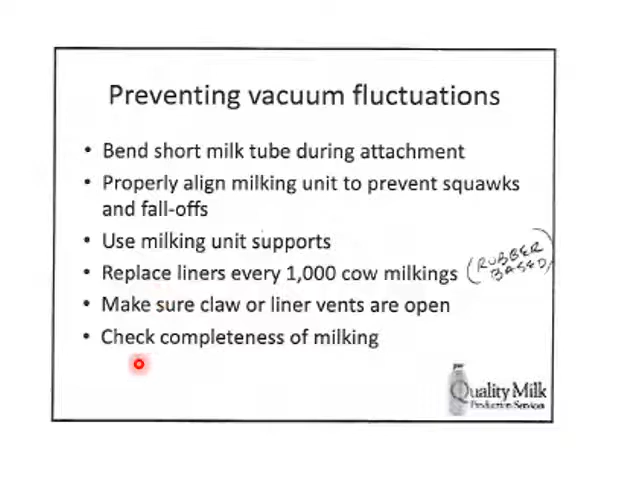 Preventing vacuum fluctuations
• Bend short milk tube during attachment
• Properly align milking unit to prevent squawks
and fall-offs
• Use milking unit supports
• Replace liners every 1,000 cow milkings (RUBBER
BASED)
• Make sure claw or liner vents are open
• Check completeness of milking
Quality Milk
Production Services